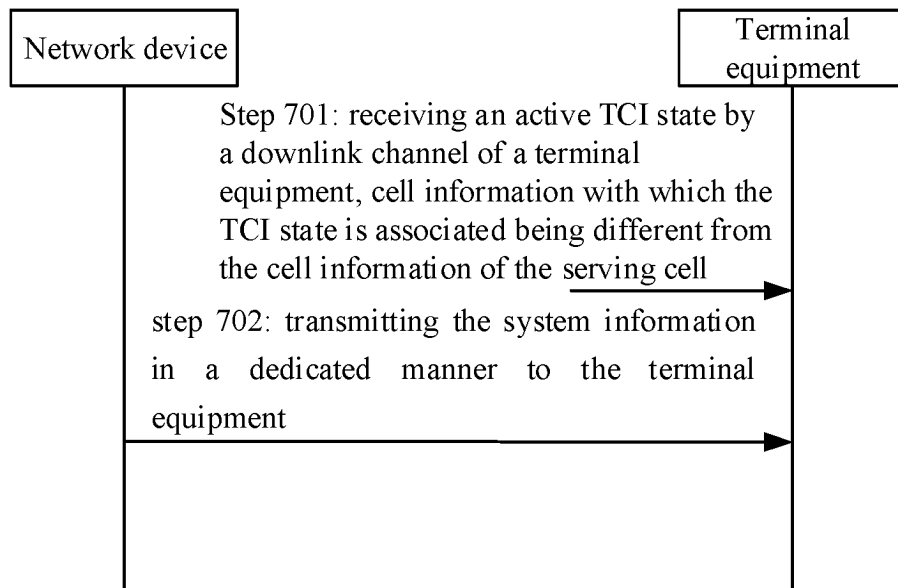 Network device
Terminal
equipment
Step 701: receiving an active TCI state by
a downlink channel of a terminal
equipment, cell information with which the
TCI state is associated being different from
the cell information of the serving cell
step 702: transmitting the system information
in a dedicated manner to the terminal
equipment